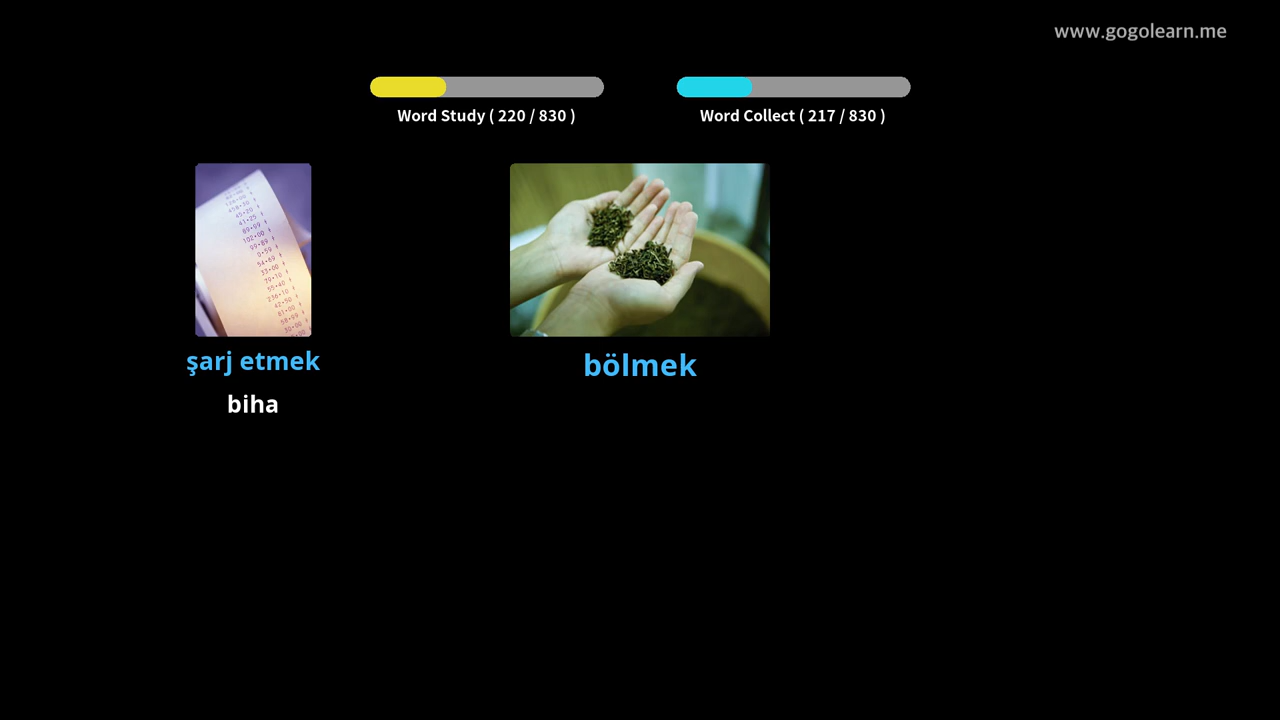 www.gogolearn.me
Word Study ( 220 / 830 )
Word Collect ( 217 / 830 )
şarj etmek
bölmek
biha